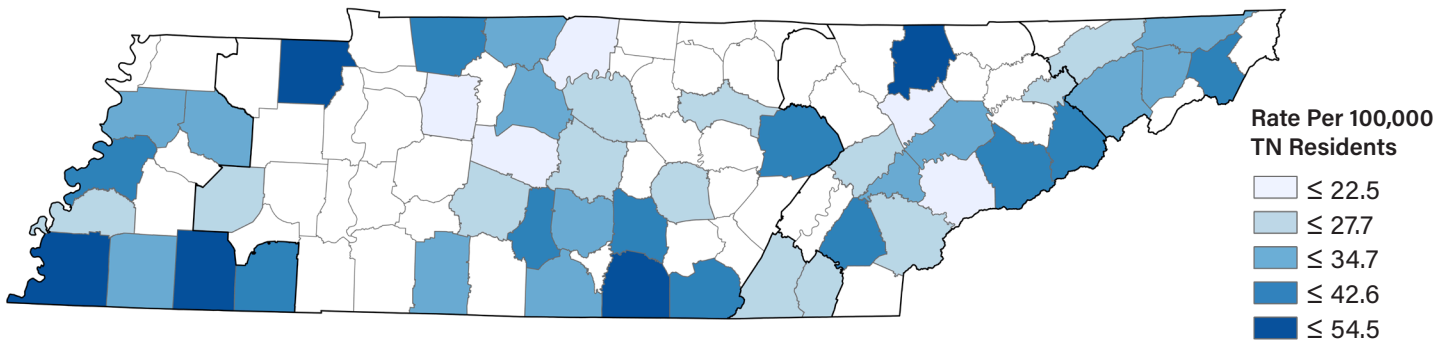 Rate Per 100,000
TN Residents
≤ 22.5
≤ 27.7
≤ 34.7
≤ 42.6
≤ 54.5